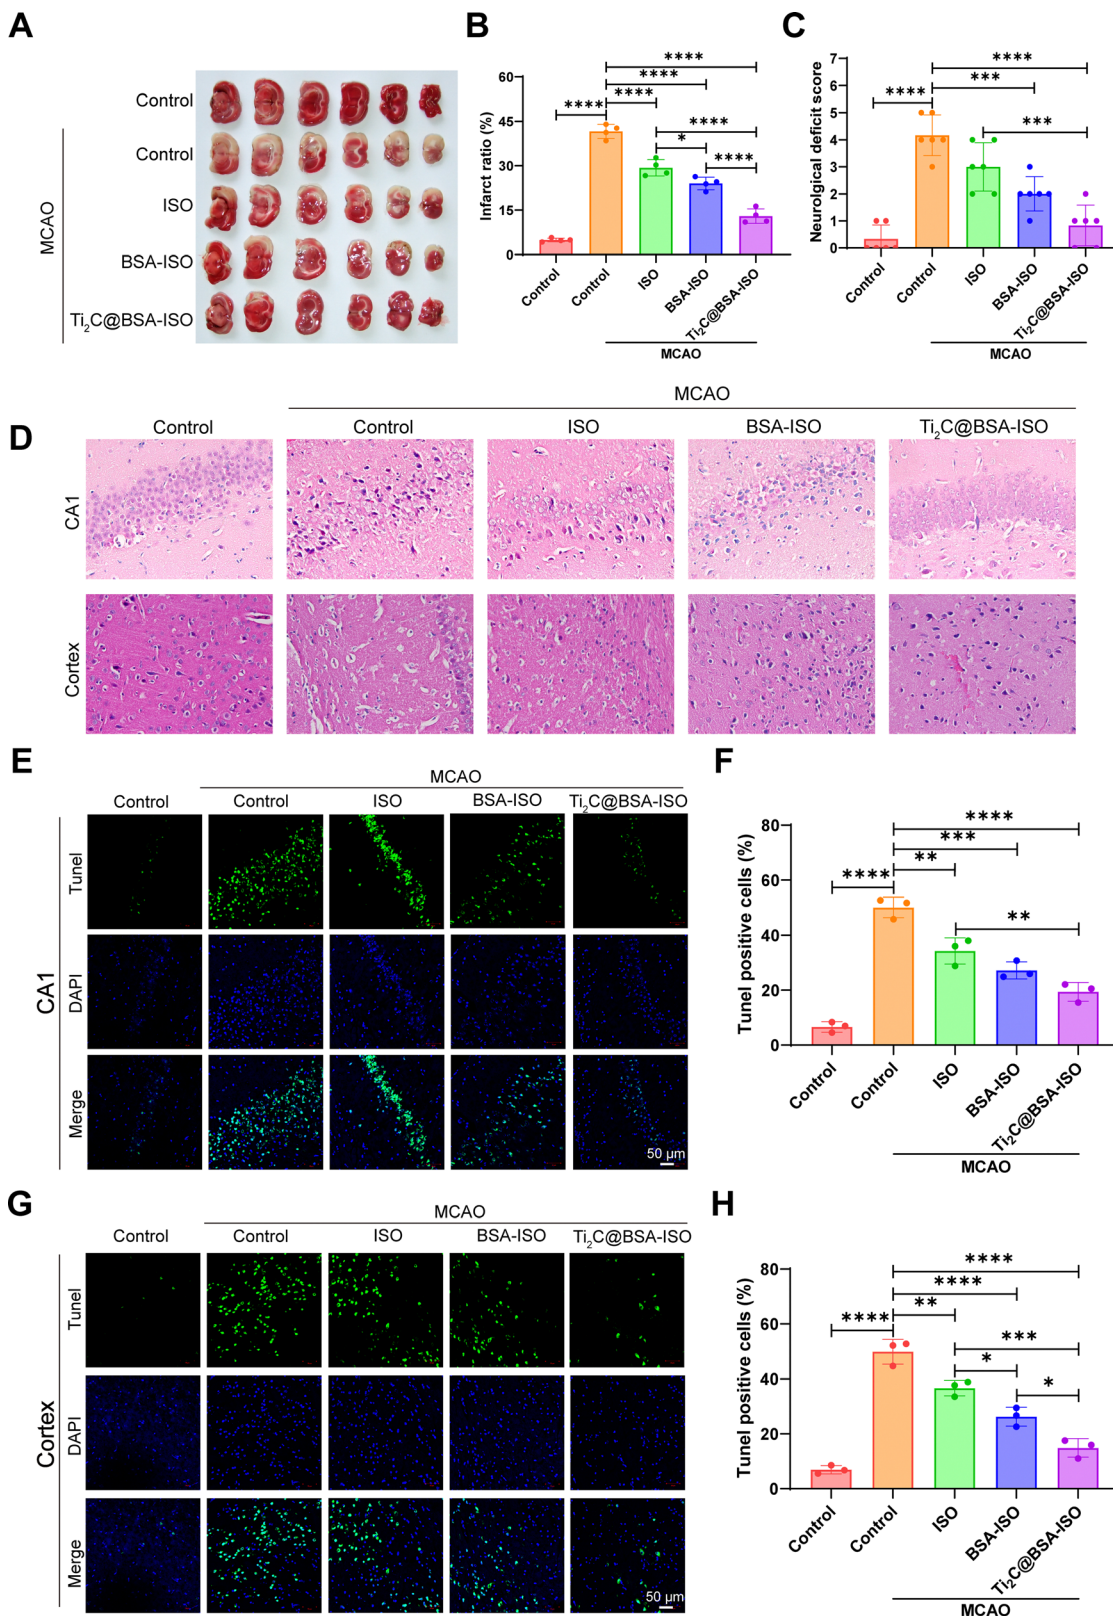 A
Control
Control
ISO
BSA-ISO
Ti₂C@BSA-ISO
MCAO
B
Infarct ratio (%)
60
45
30
15
0
****
****
****
****
****
*
****
Control
Control
ISO
BSA-ISO
Ti₂C@BSA-ISO
MCAO
C
Neurolgical deficit score
7
6
5
4
3
2
1
0
****
***
****
***
Control
Control
ISO
BSA-ISO
Ti₂C@BSA-ISO
MCAO
D
MCAO
Control
Control
ISO
BSA-ISO
Ti₂C@BSA-ISO
CA1
Cortex
E
MCAO
Control
Control
ISO
BSA-ISO
Ti₂C@BSA-ISO
CA1
Tunel
DAPI
Merge
50 μm
F
Tunel positive cells (%)
80
60
40
20
0
****
***
**
****
**
Control
Control
ISO
BSA-ISO
Ti₂C@BSA-ISO
MCAO
G
MCAO
Control
Control
ISO
BSA-ISO
Ti₂C@BSA-ISO
Cortex
Tunel
DAPI
Merge
50 μm
H
Tunel positive cells (%)
80
60
40
20
0
****
****
**
****
***
*
*
Control
Control
ISO
BSA-ISO
Ti₂C@BSA-ISO
MCAO